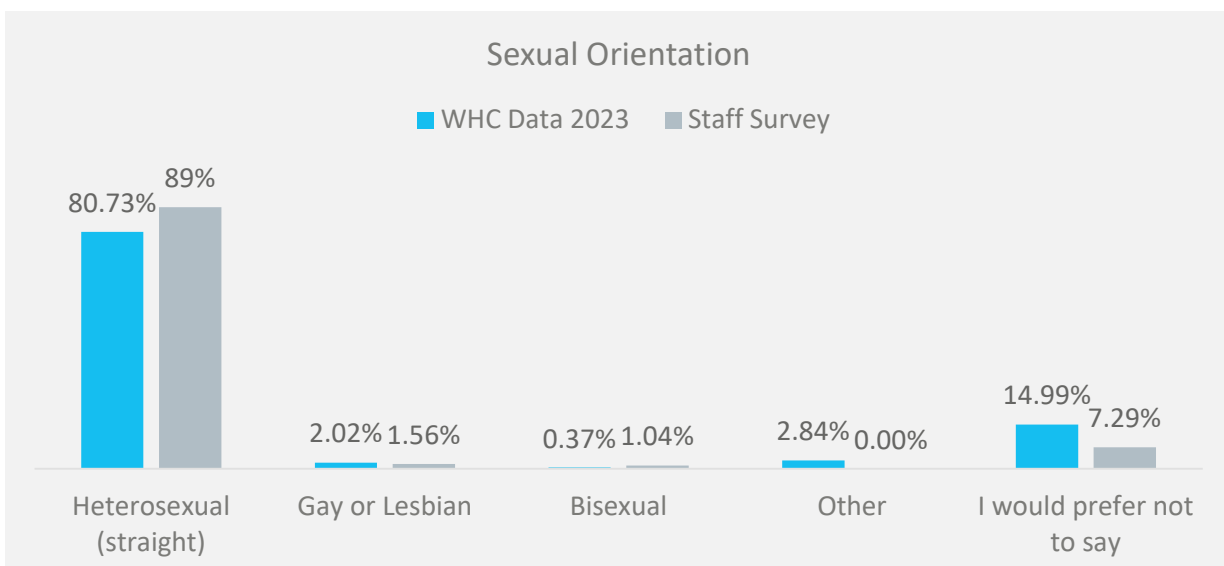 Sexual Orientation
WHC Data 2023 Staff Survey
80.73% 89%
2.02% 1.56%
0.37% 1.04%
2.84% 0.00%
14.99% 7.29%
Heterosexual
(straight)
Gay or Lesbian
Bisexual
Other
I would prefer not
to say